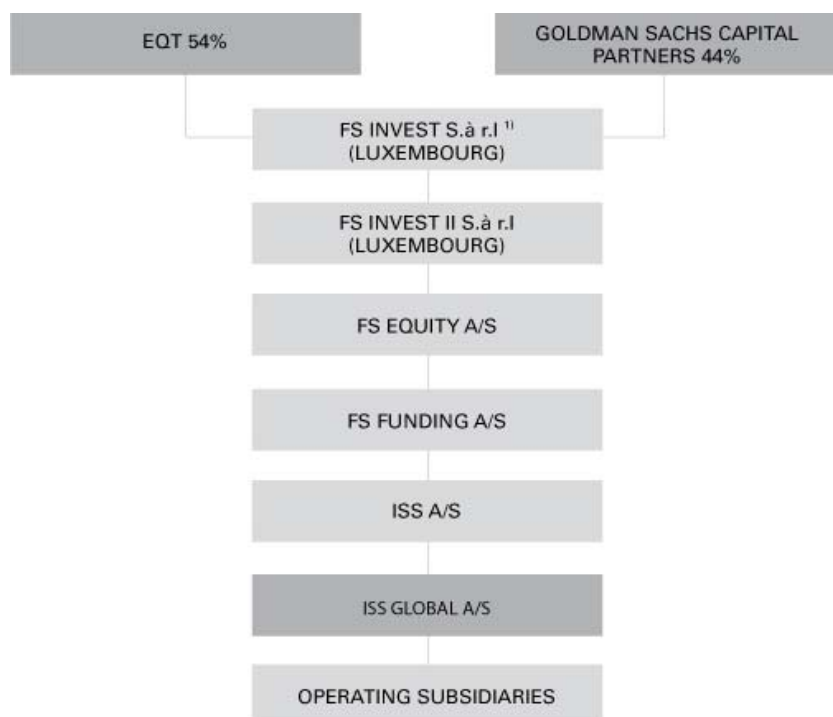 EQT 54%
GOLDMAN SACHS CAPITAL
PARTNERS 44%
FS INVEST S.à r.l ¹⁾
(LUXEMBOURG)
FS INVEST II S.à r.l
(LUXEMBOURG)
FS EQUITY A/S
FS FUNDING A/S
ISS A/S
ISS GLOBAL A/S
OPERATING SUBSIDIARIES